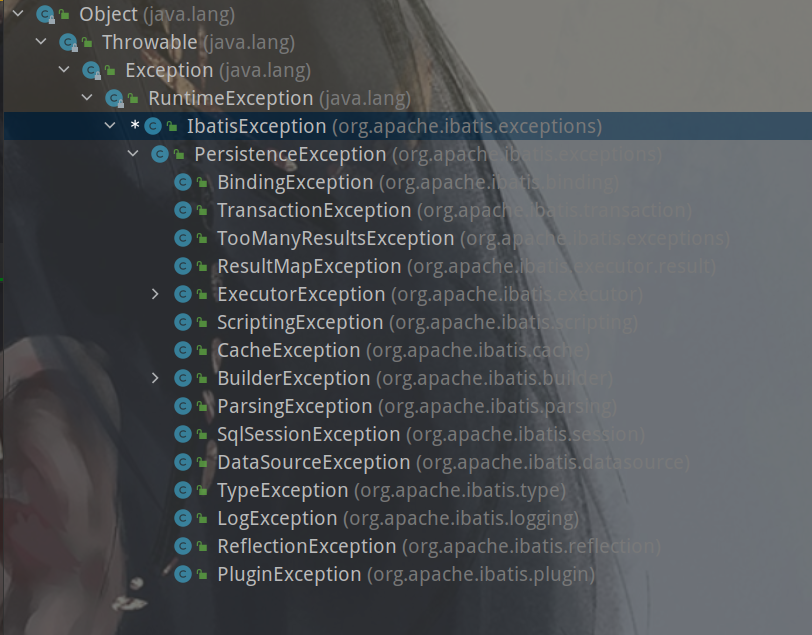 Object (java.lang)
Throwable (java.lang)
Exception (java.lang)
RuntimeException (java.lang)
* IbatisException (org.apache.ibatis.exceptions)
PersistenceException (org.apache.ibatis.exceptions)
BindingException (org.apache.ibatis.binding)
TransactionException (org.apache.ibatis.transaction)
TooManyResultsException (org.apache.ibatis.exceptions)
ResultMapException (org.apache.ibatis.executor.result)
ExecutorException (org.apache.ibatis.executor)
ScriptingException (org.apache.ibatis.scripting)
CacheException (org.apache.ibatis.cache)
BuilderException (org.apache.ibatis.builder)
ParsingException (org.apache.ibatis.parsing)
SqlSessionException (org.apache.ibatis.session)
DataSourceException (org.apache.ibatis.datasource)
TypeException (org.apache.ibatis.type)
LogException (org.apache.ibatis.logging)
ReflectionException (org.apache.ibatis.reflection)
PluginException (org.apache.ibatis.plugin)